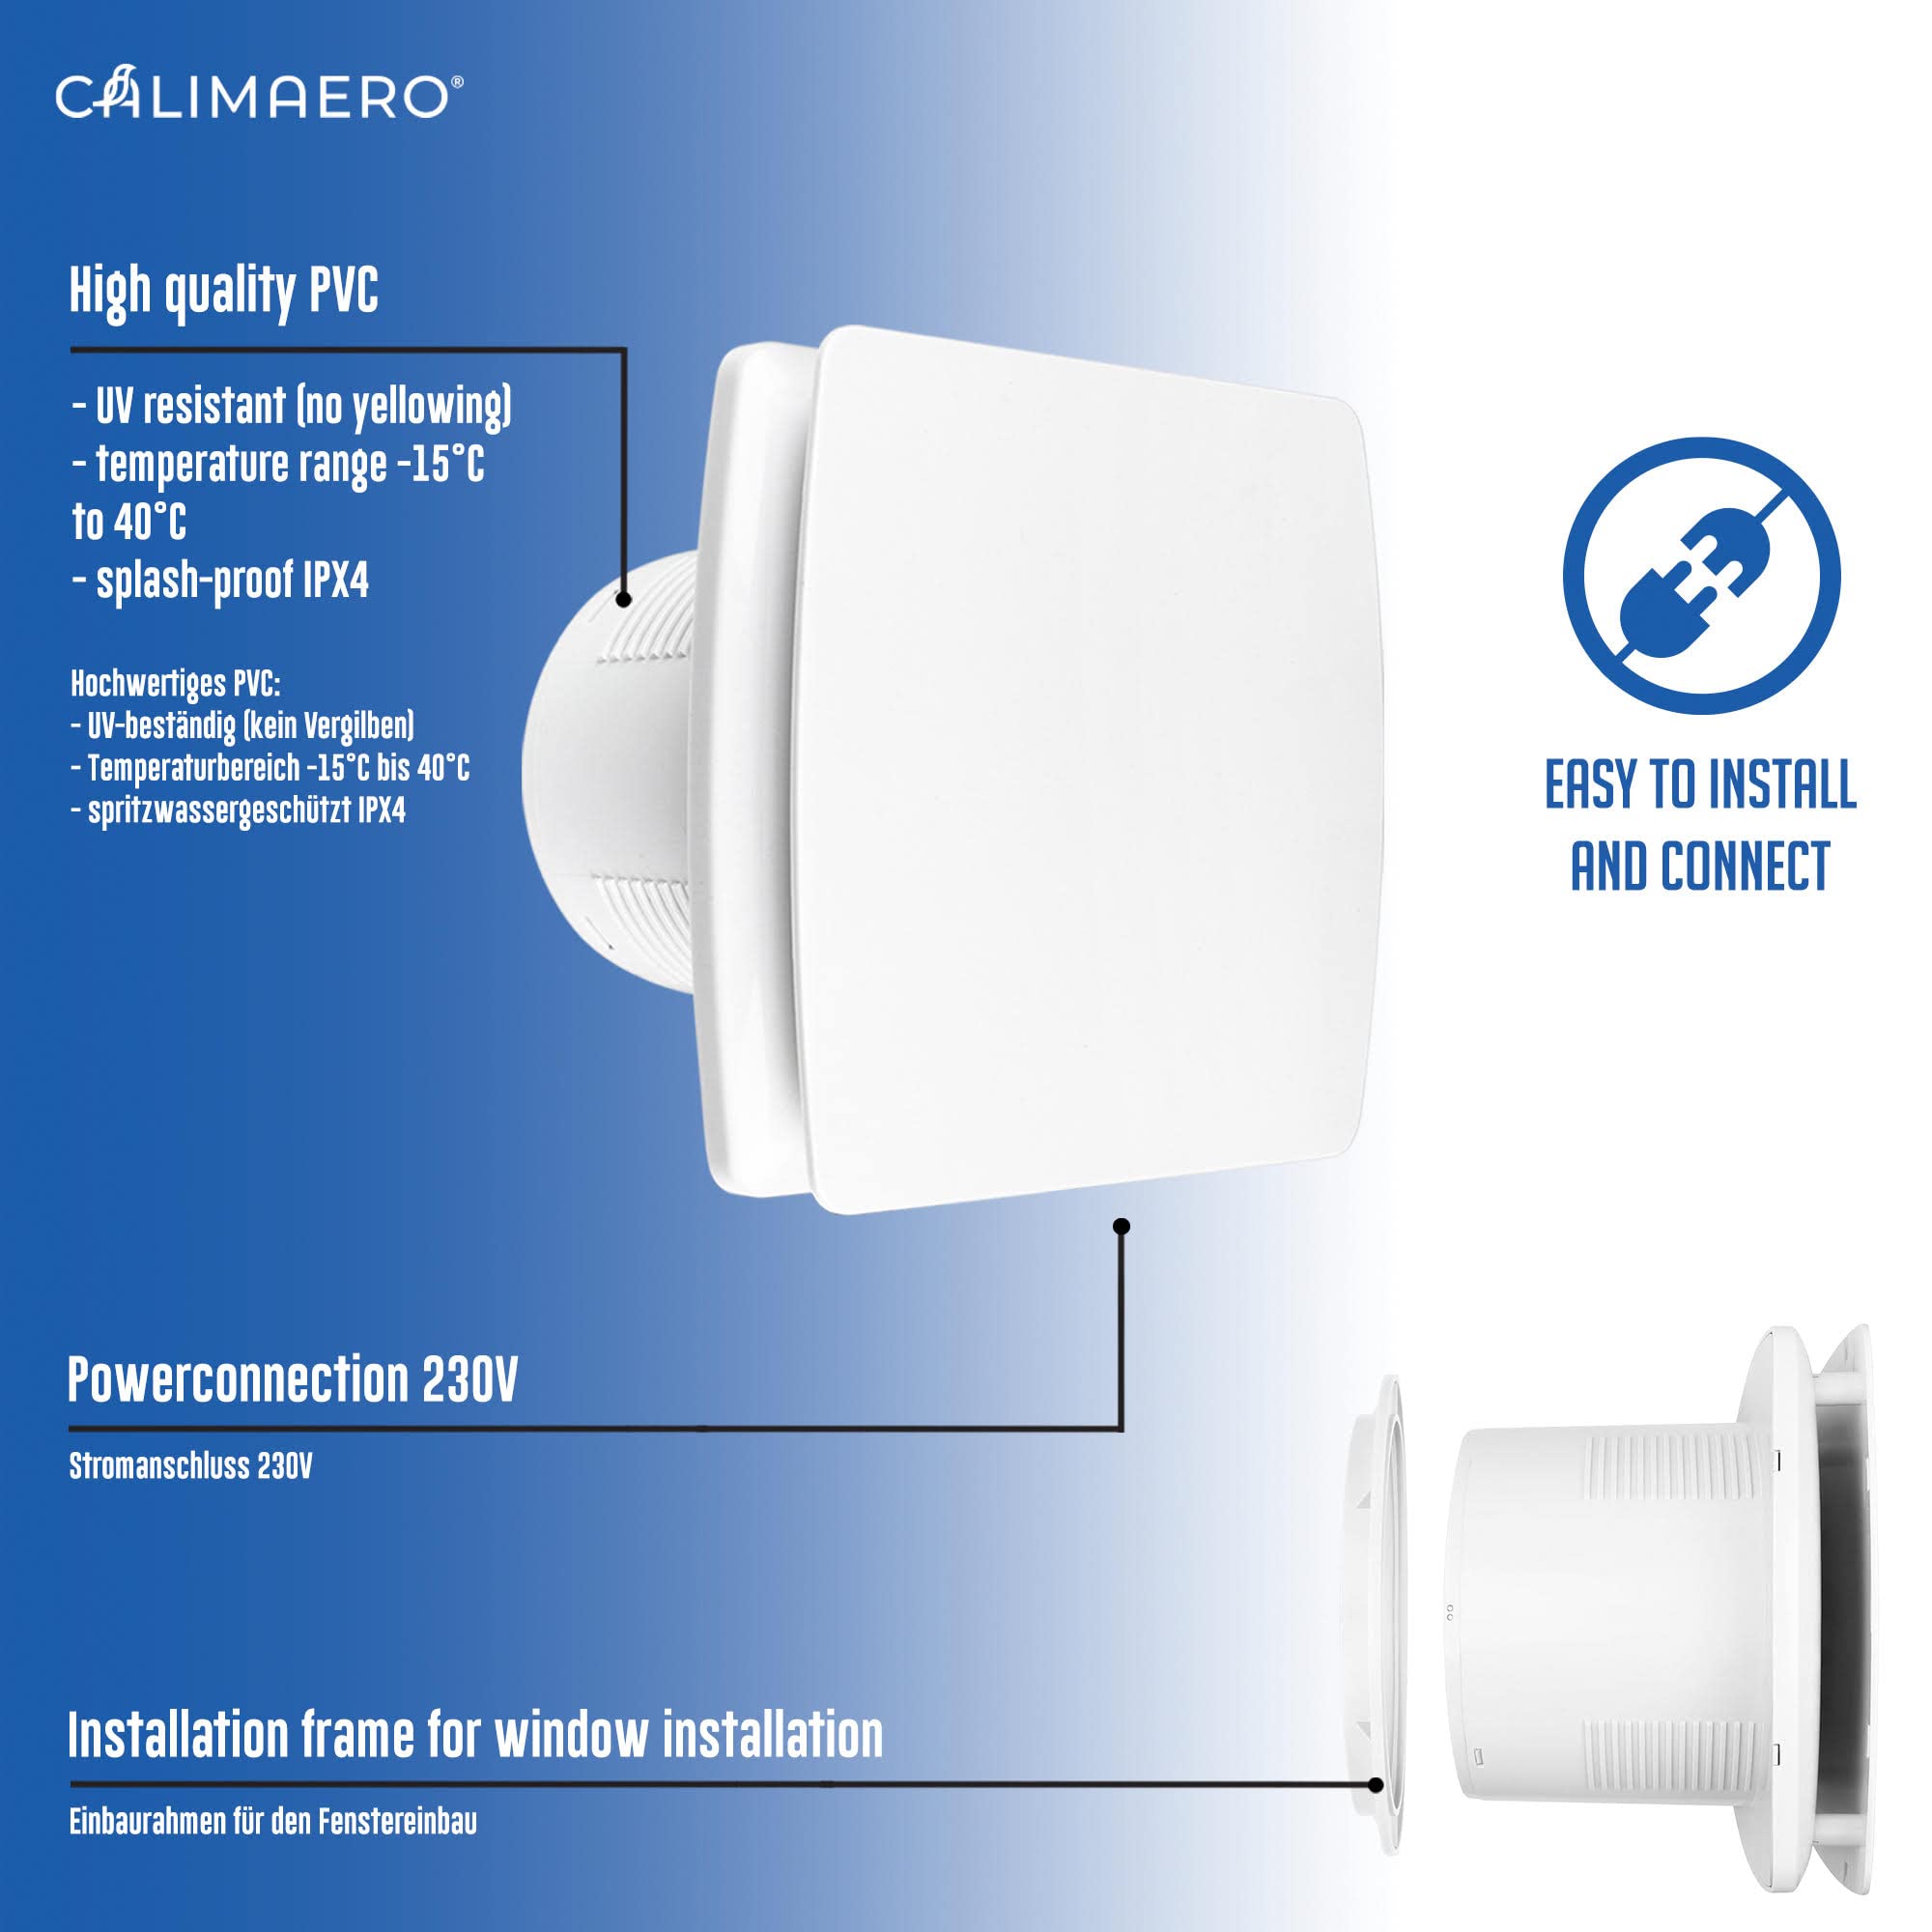 CALIMAERO®
High quality PVC
- UV resistant (no yellowing)
- temperature range -15°C
to 40°C
- splash-proof IPX4
Hochwertiges PVC:
- UV-beständig (kein Vergilben)
- Temperaturbereich -15°C bis 40°C
- spritzwassergeschützt IPX4
EASY TO INSTALL
AND CONNECT
Powerconnection 230V
Stromanschluss 230V
Installation frame for window installation
Einbaurahmen für den Fenstereinbau